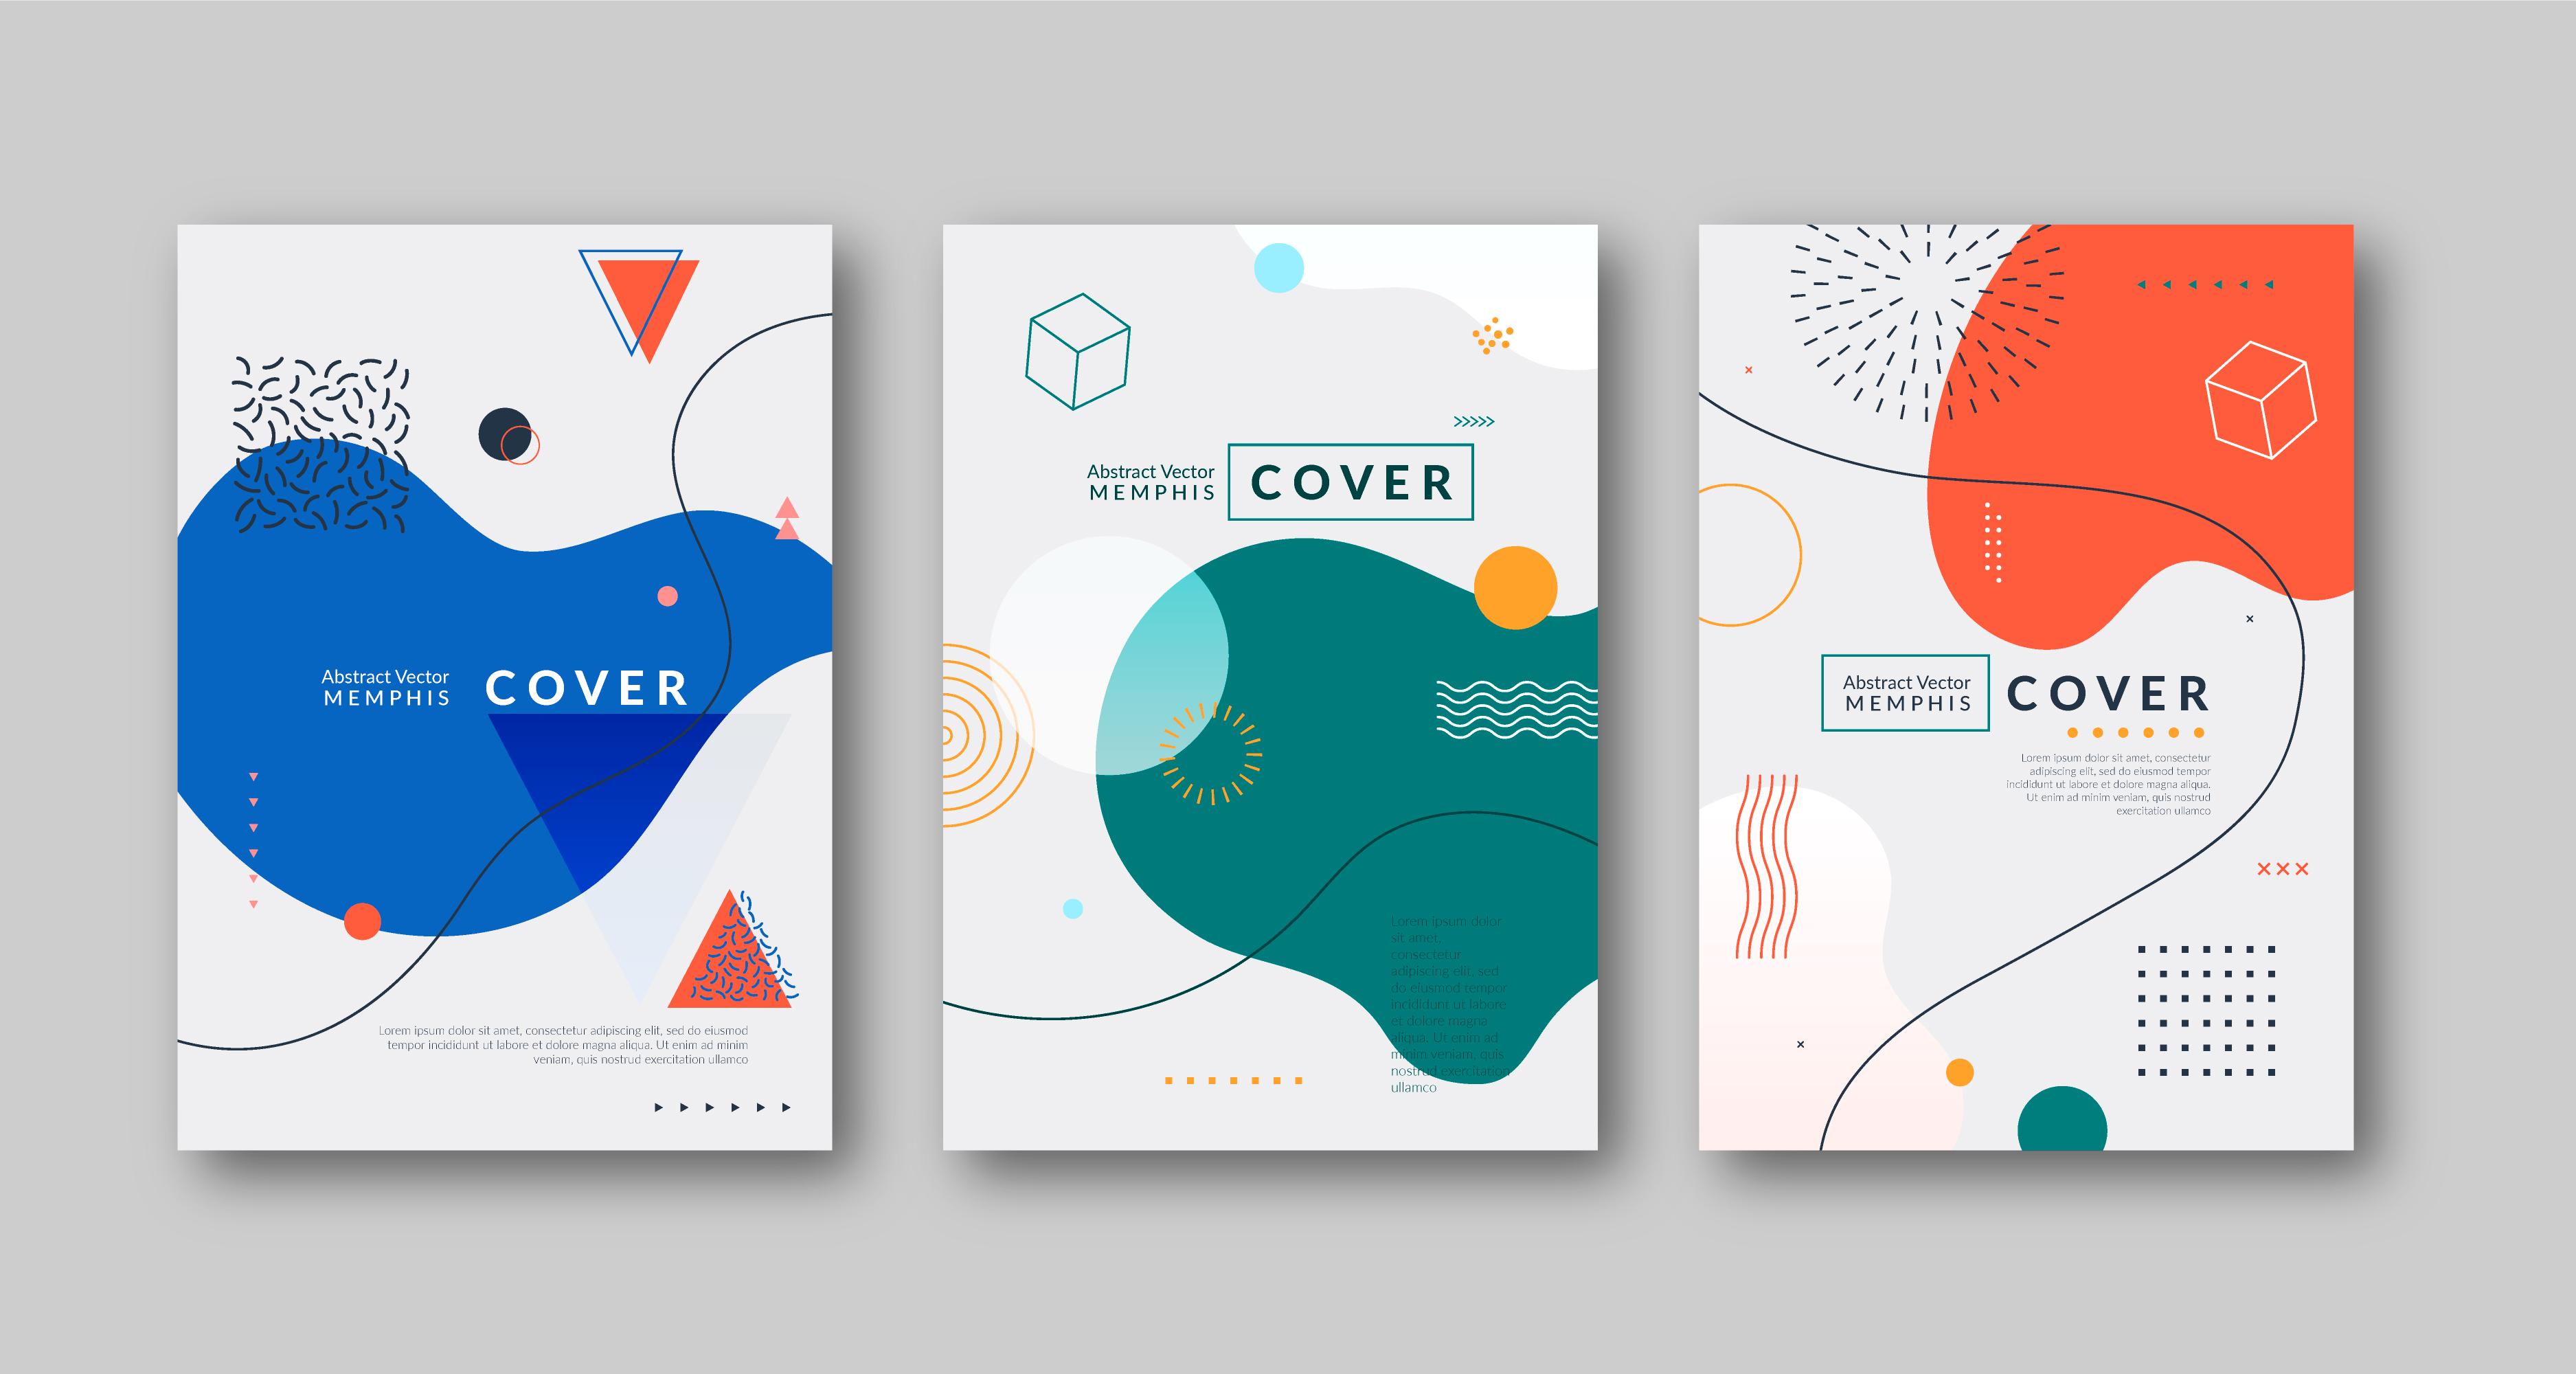 Abstract Vector
MEMPHIS
COVER
Lorem ipsum dolor sit amet, consectetur adipiscing elit, sed do eiusmod
tempor incididunt ut labore et dolore magna aliqua. Ut enim ad minim
veniam, quis nostrud exercitation ullamco
Abstract Vector
MEMPHIS
COVER
Lorem ipsum dolor
sit amet,
consectetur
adipiscing elit, sed
do eiusmod tempor
incididunt ut labore
et dolore magna
aliqua. Ut enim ad
minim veniam, quis
nostrud exercitation
ullamco
Abstract Vector
MEMPHIS
COVER
Lorem ipsum dolor sit amet, consectetur
adipiscing elit, sed do eiusmod tempor
incididunt ut labore et dolore magna aliqua.
Ut enim ad minim veniam, quis nostrud
exercitation ullamco